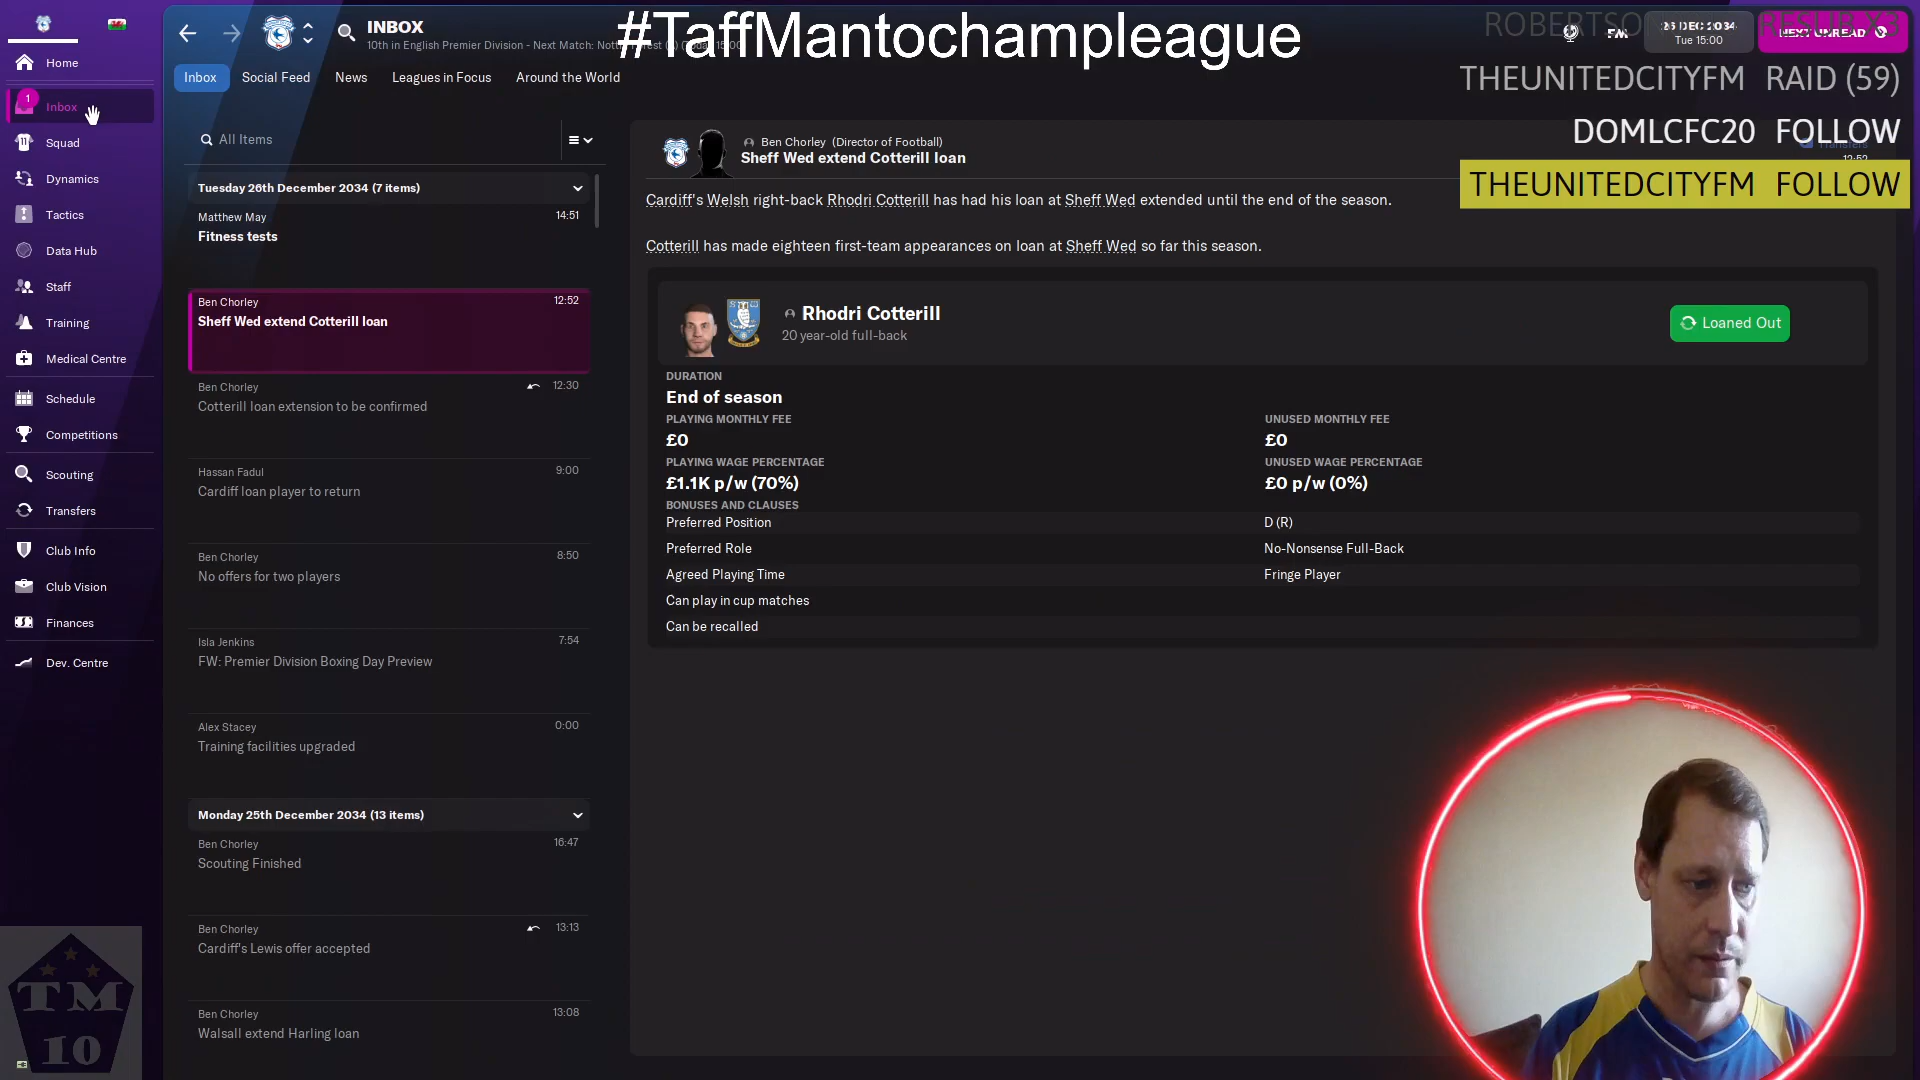 #TaffMantochampleague
INBOX
10th in English Premier Division - Next Match:
26 DEC 2034
Tue 15:00
NEXT UNREAD
RESUB X3
THEUNITEDCITYFM RAID (59)
DOMLCFC20 FOLLOW
THEUNITEDCITYFM FOLLOW
Home
1
Inbox
Squad
Dynamics
Tactics
Data Hub
Staff
Training
Medical Centre
Schedule
Competitions
Scouting
Transfers
Club Info
Club Vision
Finances
Dev. Centre
TM
10
Inbox
Social Feed
News
Leagues in Focus
Around the World
All Items
Tuesday 26th December 2034 (7 items)
Matthew May 14:51
Fitness tests
Ben Chorley 12:52
Sheff Wed extend Cotterill loan
Ben Chorley 12:30
Cotterill loan extension to be confirmed
Hassan Fadul 9:00
Cardiff loan player to return
Ben Chorley 8:50
No offers for two players
Isla Jenkins 7:54
FW: Premier Division Boxing Day Preview
Alex Stacey 0:00
Training facilities upgraded
Monday 25th December 2034 (13 items)
Ben Chorley 16:47
Scouting Finished
Ben Chorley 13:13
Cardiff's Lewis offer accepted
Ben Chorley 13:08
Walsall extend Harling loan
Ben Chorley (Director of Football)
Sheff Wed extend Cotterill loan
Transfers
12:52
Cardiff's Welsh right-back Rhodri Cotterill has had his loan at Sheff Wed extended until the end of the season.
Cotterill has made eighteen first-team appearances on loan at Sheff Wed so far this season.
Rhodri Cotterill
20 year-old full-back
Loaned Out
DURATION
End of season
PLAYING MONTHLY FEE UNUSED MONTHLY FEE
£0 £0
PLAYING WAGE PERCENTAGE UNUSED WAGE PERCENTAGE
£1.1K p/w (70%) £0 p/w (0%)
BONUSES AND CLAUSES
Preferred Position D (R)
Preferred Role No-Nonsense Full-Back
Agreed Playing Time Fringe Player
Can play in cup matches
Can be recalled